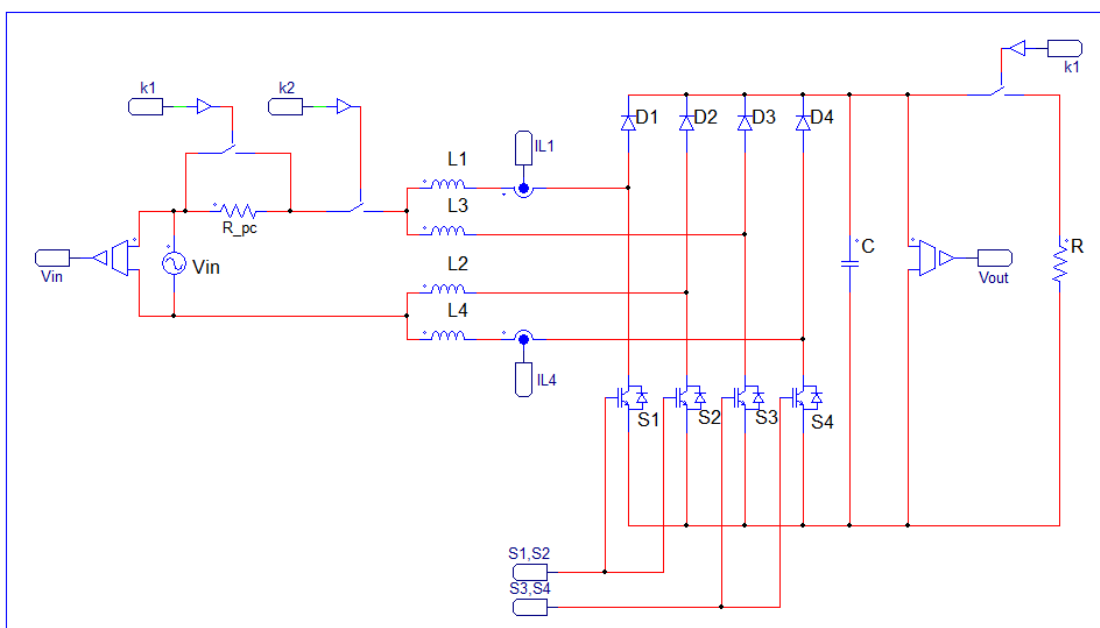 k1
k1
k2
D1
D2
D3
D4
L1
IL1
L3
R_pc
Vin
Vin
L2
C
R
Vout
L4
IL4
S1
S2
S3
S4
S1,S2
S3,S4